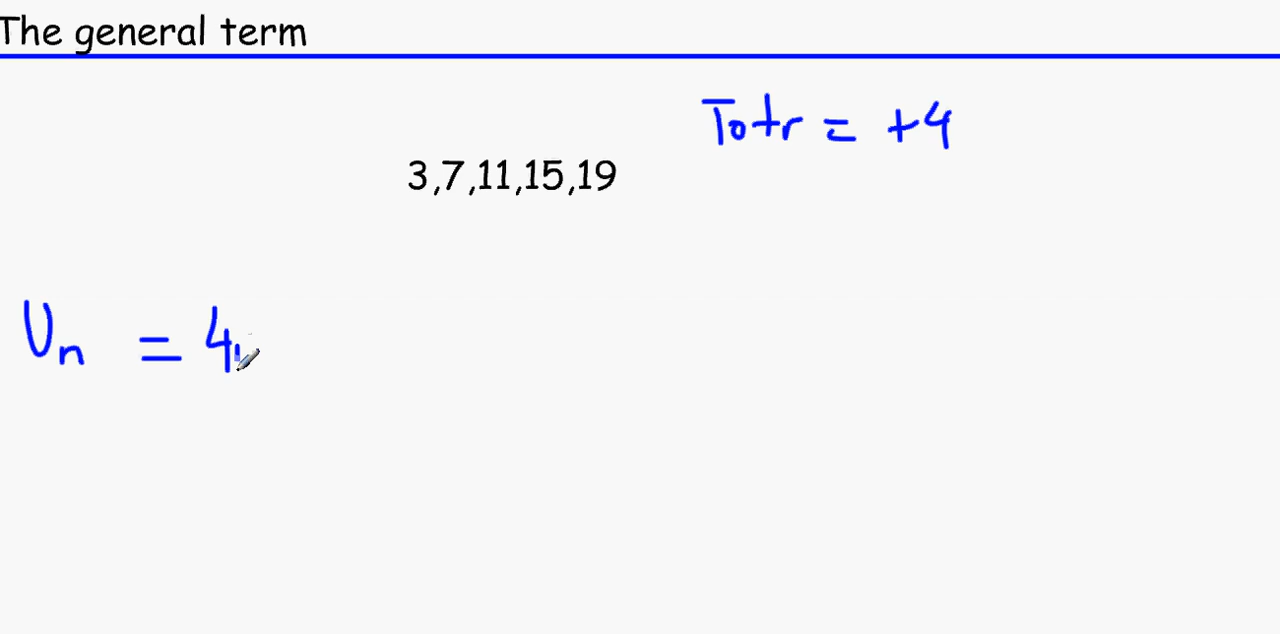 The general term
Totr = +4
3,7,11,15,19
Un = 4